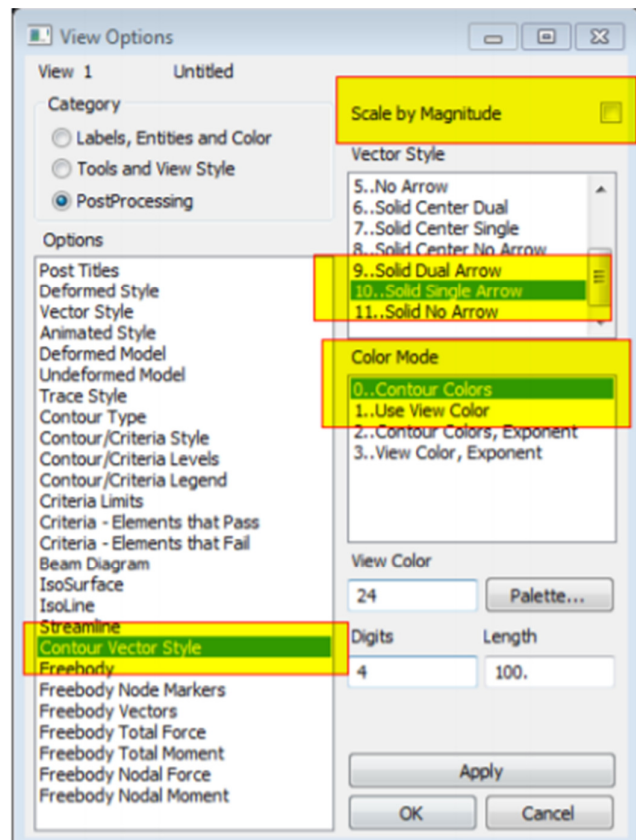 View Options
View 1 Untitled
Category
Labels, Entities and Color
Tools and View Style
PostProcessing
Options
Post Titles
Deformed Style
Vector Style
Animated Style
Deformed Model
Undeformed Model
Trace Style
Contour Type
Contour/Criteria Style
Contour/Criteria Levels
Contour/Criteria Legend
Criteria Limits
Criteria - Elements that Pass
Criteria - Elements that Fail
Beam Diagram
IsoSurface
IsoLine
Streamline
Contour Vector Style
Freebody
Freebody Node Markers
Freebody Vectors
Freebody Total Force
Freebody Total Moment
Freebody Nodal Force
Freebody Nodal Moment
Scale by Magnitude
Vector Style
5..No Arrow
6..Solid Center Dual
7..Solid Center Single
8..Solid Center No Arrow
9..Solid Dual Arrow
10..Solid Single Arrow
11..Solid No Arrow
Color Mode
0..Contour Colors
1..Use View Color
2..Contour Colors, Exponent
3..View Color, Exponent
View Color
24 Palette...
Digits Length
4 100.
Apply
OK Cancel